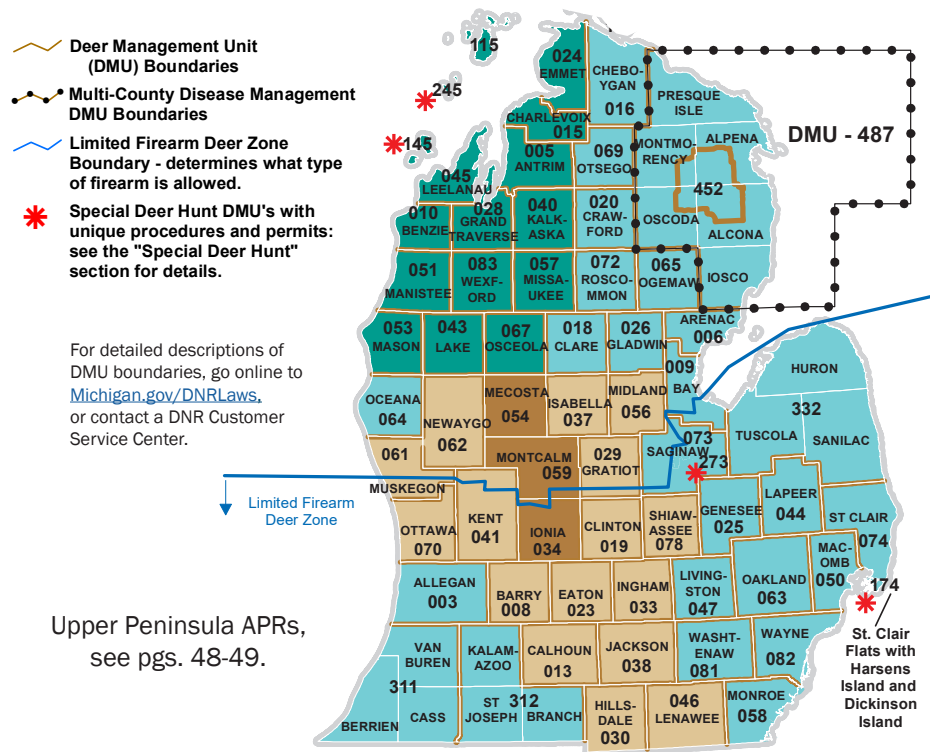 Deer Management Unit
(DMU) Boundaries
Multi-County Disease Management
DMU Boundaries
Limited Firearm Deer Zone
Boundary - determines what type
of firearm is allowed.
Special Deer Hunt DMU's with
unique procedures and permits:
see the "Special Deer Hunt"
section for details.
For detailed descriptions of
DMU boundaries, go online to
Michigan.gov/DNRLaws,
or contact a DNR Customer
Service Center.
Limited Firearm
Deer Zone
Upper Peninsula APRs,
see pgs. 48-49.
115
245
145
024
EMMET
CHEBO-
YGAN
016
PRESQUE
ISLE
DMU - 487
CHARLEVOIX
015
005
ANTRIM
069
OTSEGO
MONTMO-
RENCY
ALPENA
452
045
LEELANAU
010
BENZIE
028
GRAND
TRAVERSE
040
KALK-
ASKA
020
CRAW-
FORD
OSCODA
ALCONA
051
MANISTEE
083
WEXF-
ORD
057
MISSA-
UKEE
072
ROSCO-
MMON
065
OGEMAW
IOSCO
053
MASON
043
LAKE
067
OSCEOLA
018
CLARE
026
GLADWIN
ARENAC
006
OCEANA
064
NEWAYGO
062
MECOSTA
054
ISABELLA
037
MIDLAND
056
009
BAY
HURON
332
TUSCOLA
SANILAC
061
MUSKEGON
MONTCALM
059
029
GRATIOT
073
SAGINAW
273
OTTAWA
070
KENT
041
IONIA
034
CLINTON
019
SHIAW-
ASSEE
078
GENESEE
025
LAPEER
044
ST CLAIR
074
ALLEGAN
003
BARRY
008
EATON
023
INGHAM
033
LIVING-
STON
047
OAKLAND
063
MAC-
OMB
050
174
St. Clair
Flats with
Harsens
Island and
Dickinson
Island
VAN
BUREN
311
KALAM-
AZOO
CALHOUN
013
JACKSON
038
WASHT-
ENAW
081
WAYNE
082
BERRIEN
CASS
ST
JOSEPH
312
BRANCH
HILLS-
DALE
030
046
LENAWEE
MONROE
058